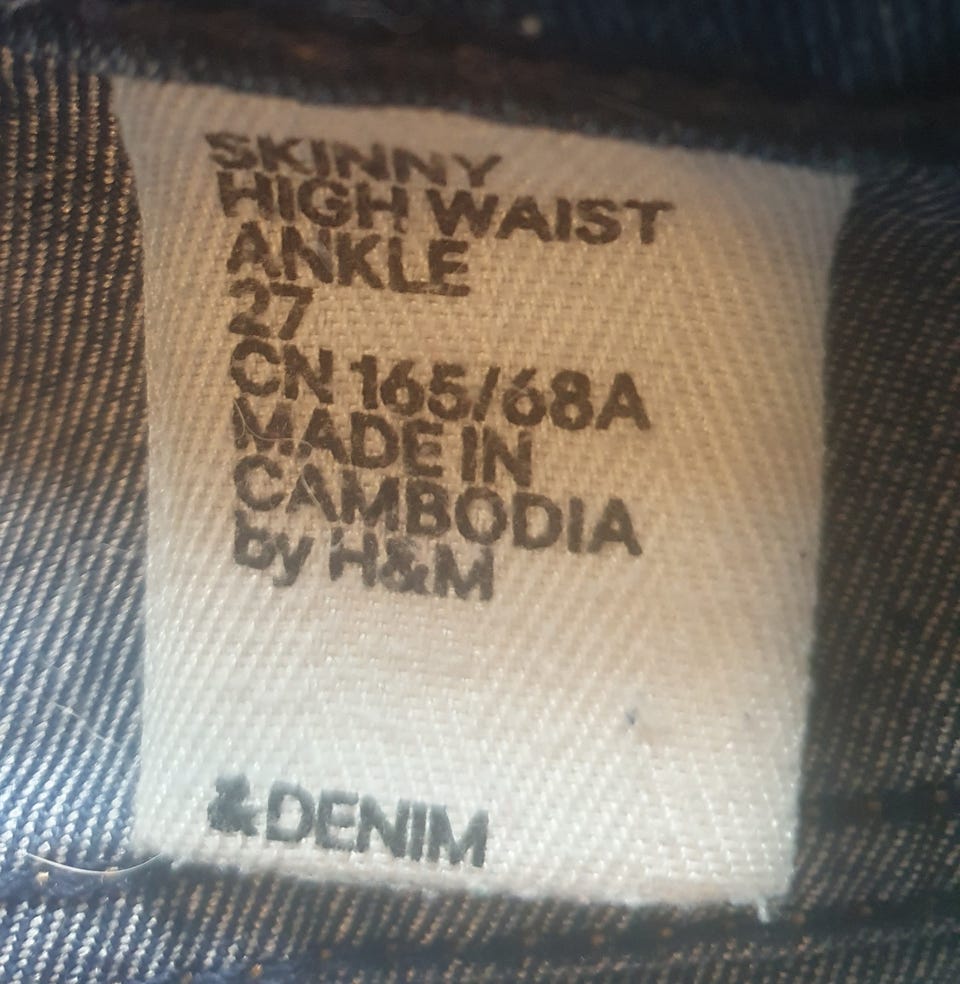 SKINNY
HIGH WAIST
ANKLE
27
CN 165/68A
MADE IN
CAMBODIA
by H&M
&DENIM